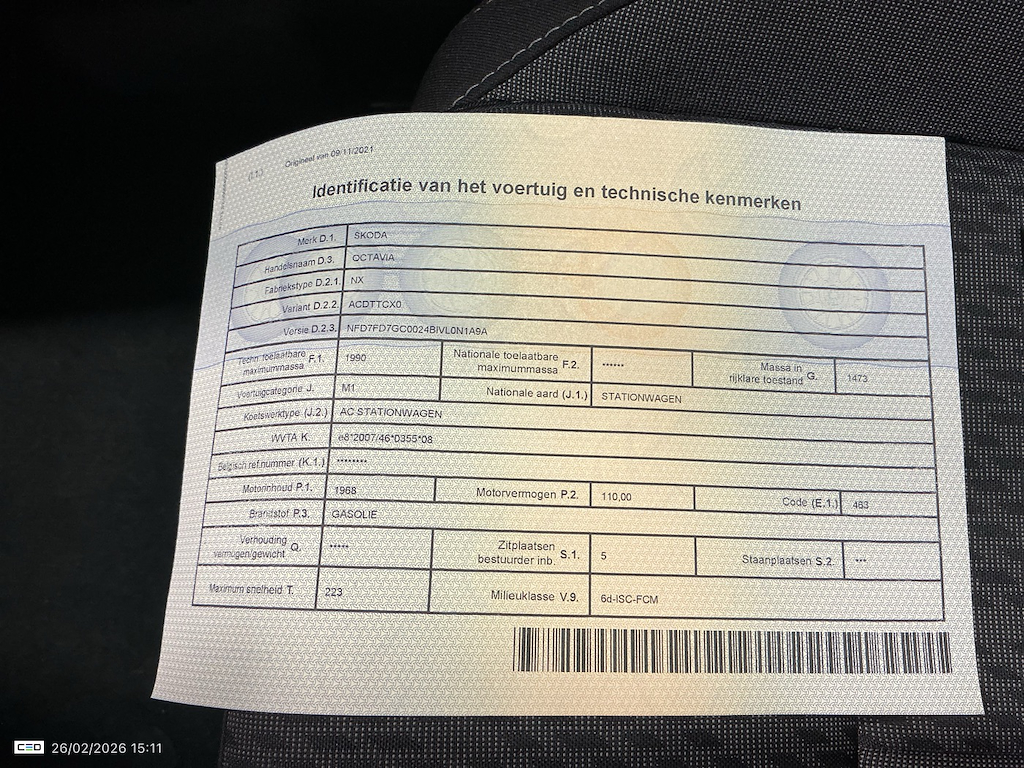 (I.1.) Origineel van 09/11/2021
Identificatie van het voertuig en technische kenmerken
Merk D.1. SKODA
Handelsnaam D.3. OCTAVIA
Fabriekstype D.2.1. NX
Variant D.2.2. ACDTTCX0
Versie D.2.3. NFD7FD7GC0024BIVL0N1A9A
Techn. toelaatbare maximummassa F.1. 1990 Nationale toelaatbare maximummassa F.2. ****** Massa in rijklare toestand G. 1473
Voertuigcategorie J. M1 Nationale aard (J.1.) STATIONWAGEN
Koetswerktype (J.2.) AC STATIONWAGEN
WVTA K. e8*2007/46*0355*08
Belgisch ref.nummer (K.1.) ********
Motorinhoud P.1. 1968 Motorvermogen P.2. 110,00 Code (E.1.) 463
Brandstof P.3. GASOLIE
Verhouding vermogen/gewicht Q. ***** Zitplaatsen bestuurder inb. S.1. 5 Staanplaatsen S.2. ***
Maximum snelheid T. 223 Milieuklasse V.9. 6d-ISC-FCM
CEO 26/02/2026 15:11